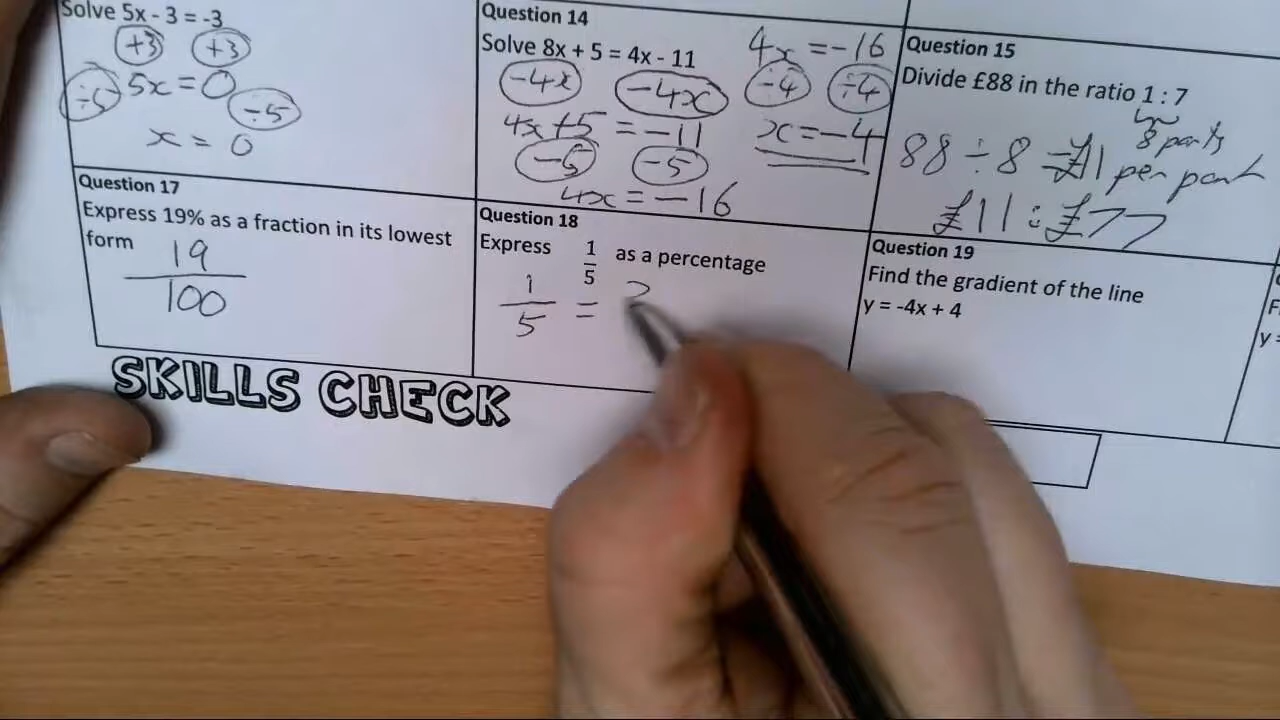 Solve 5x - 3 = -3
+3 +3
÷5 5x = 0 ÷5
x = 0
Question 14
Solve 8x + 5 = 4x - 11
-4x -4x
4x + 5 = -11
-5 -5
4x = -16
4x = -16
÷4 ÷4
x = -4
Question 15
Divide £88 in the ratio 1 : 7
8 parts
88 ÷ 8 = £11 per part
£11 : £77
Question 17
Express 19% as a fraction in its lowest
form
19
100
Question 18
Express 1/5 as a percentage
1/5 = 2
Question 19
Find the gradient of the line
y = -4x + 4
y =
SKILLS CHECK